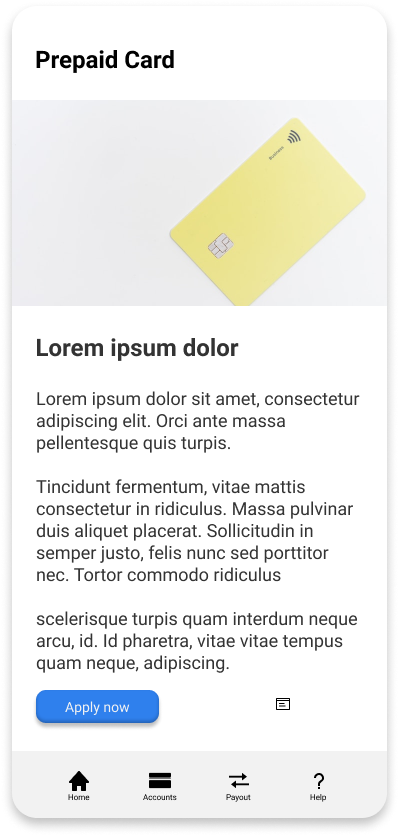 Prepaid Card
Business
Lorem ipsum dolor
Lorem ipsum dolor sit amet, consectetur
adipiscing elit. Orci ante massa
pellentesque quis turpis.
Tincidunt fermentum, vitae mattis
consectetur in ridiculus. Massa pulvinar
duis aliquet placerat. Sollicitudin in
semper justo, felis nunc sed porttitor
nec. Tortor commodo ridiculus
scelerisque turpis quam interdum neque
arcu, id. Id pharetra, vitae vitae tempus
quam neque, adipiscing.
Apply now
Home
Accounts
Payout
Help